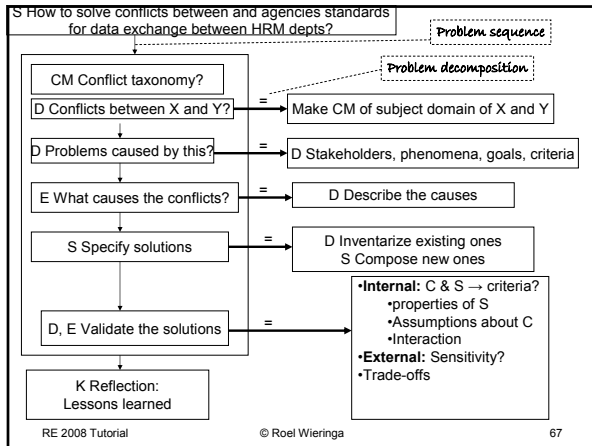 S How to solve conflicts between and agencies standards
for data exchange between HRM depts?
Problem sequence
CM Conflict taxonomy?
Problem decomposition
D Conflicts between X and Y?
=
Make CM of subject domain of X and Y
D Problems caused by this?
=
D Stakeholders, phenomena, goals, criteria
E What causes the conflicts?
=
D Describe the causes
S Specify solutions
=
D Inventarize existing ones
S Compose new ones
D, E Validate the solutions
=
•Internal: C & S → criteria?
•properties of S
•Assumptions about C
•Interaction
•External: Sensitivity?
•Trade-offs
K Reflection:
Lessons learned
RE 2008 Tutorial
© Roel Wieringa
67